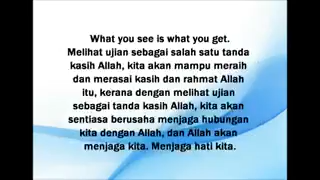 What you see is what you get.
Melihat ujian sebagai salah satu tanda
kasih Allah, kita akan mampu meraih
dan merasai kasih dan rahmat Allah
itu, kerana dengan melihat ujian
sebagai tanda kasih Allah, kita akan
sentiasa berusaha menjaga hubungan
kita dengan Allah, dan Allah akan
menjaga kita. Menjaga hati kita.